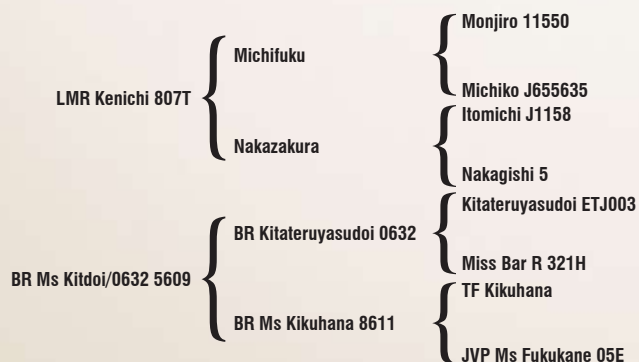 Monjiro 11550
Michifuku
Michiko J655635
LMR Kenichi 807T
Itomichi J1158
Nakazakura
Nakagishi 5
Kitateruyasudoi ETJ003
BR Kitateruyasudoi 0632
Miss Bar R 321H
BR Ms Kitdoi/0632 5609
TF Kikuhana
BR Ms Kikuhana 8611
JVP Ms Fukukane 05E